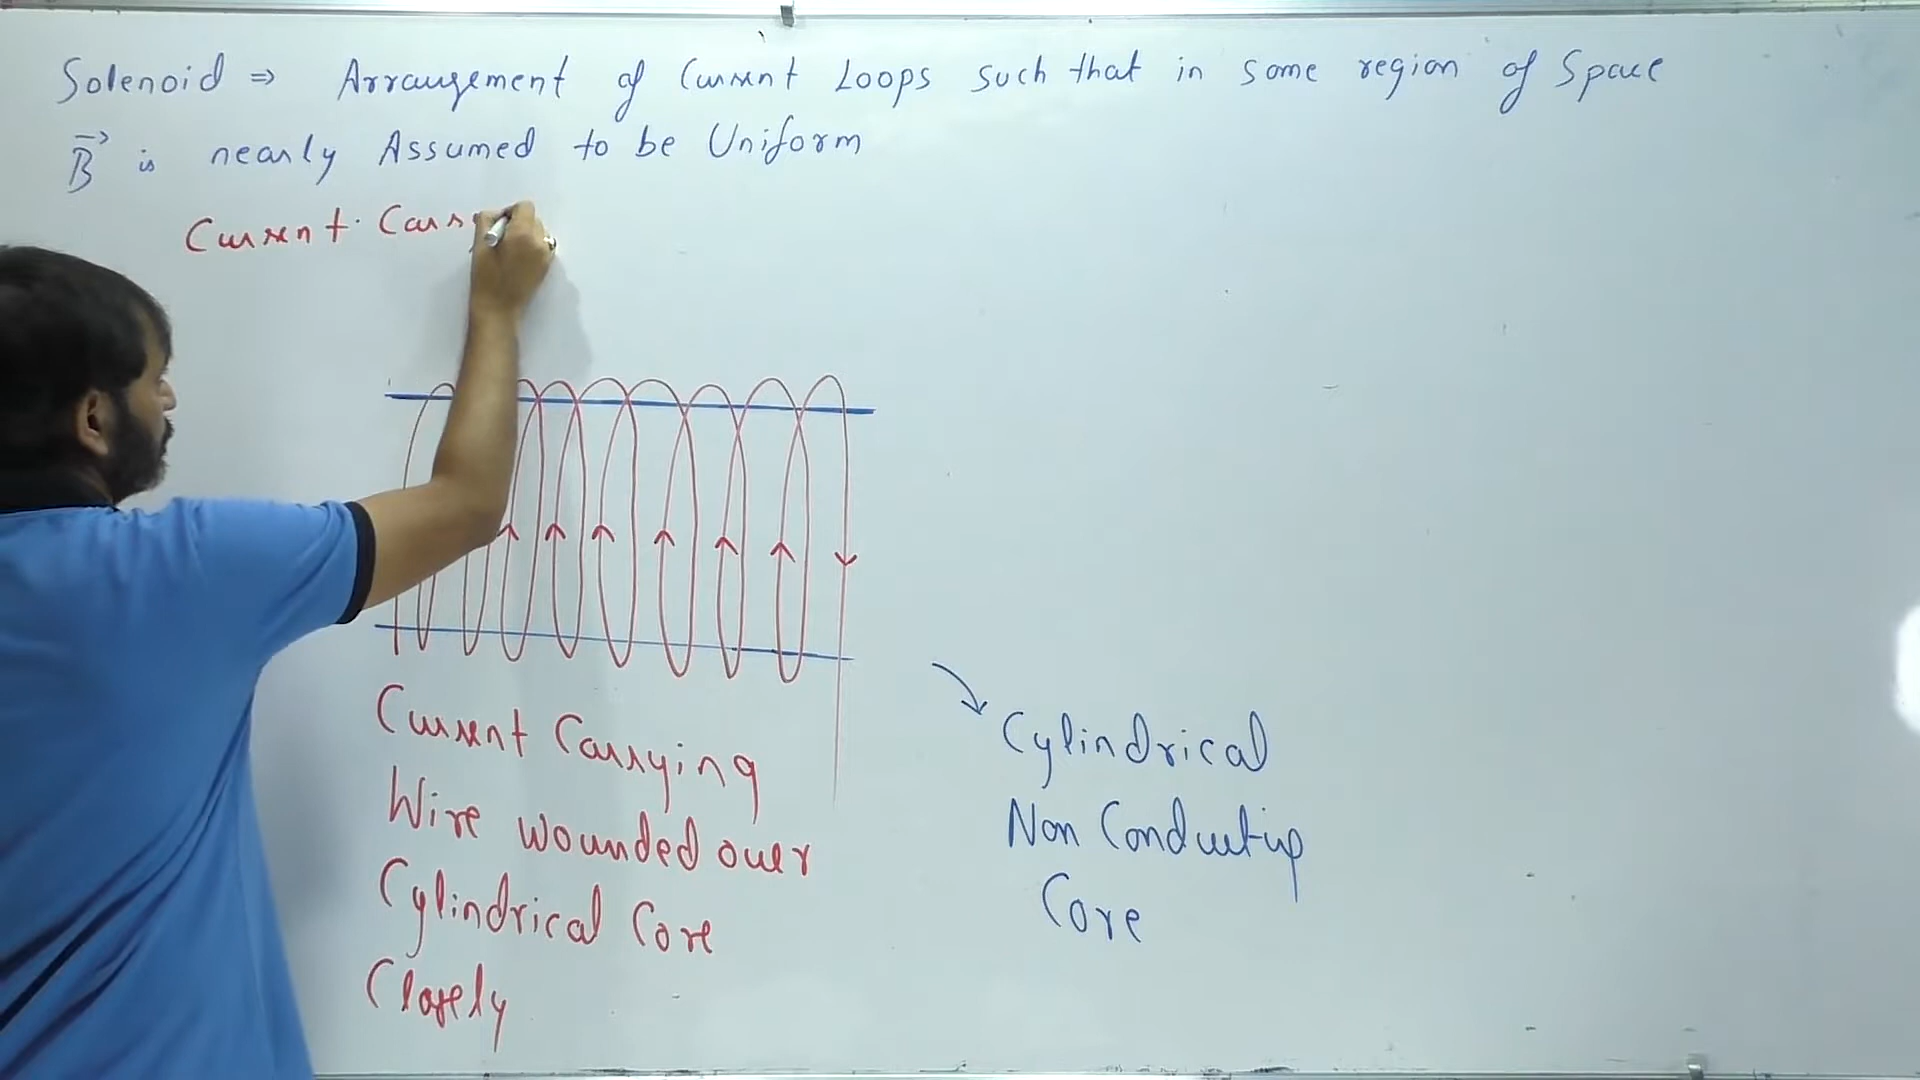 Solenoid ⇒ Arrangement of Current Loops such that in some region of Space
B⃗ is nearly Assumed to be Uniform
Current Carry
Current Carrying
Wire wounded over
Cylindrical Core
Closely
Cylindrical
Non Conducting
Core